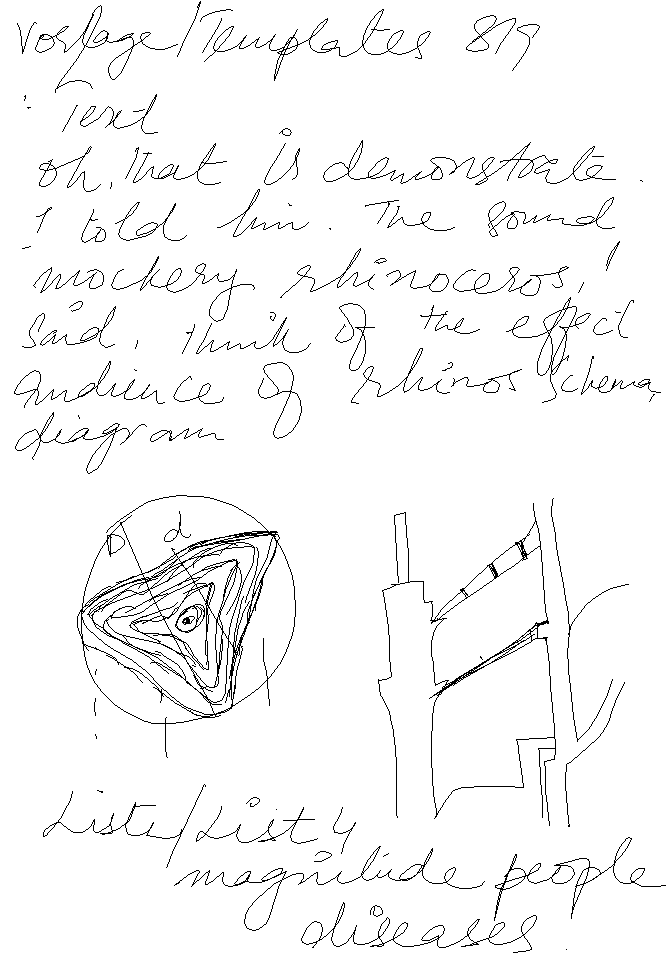 Vorlage/Templates 819
Text
Oh, that is demonstrate.
I told him. The sound
mockery rhinoceros, I
said, think of the effect
audience of rhinos schema,
diagram
D d
Liste/List 4
magnitude people
diseases.